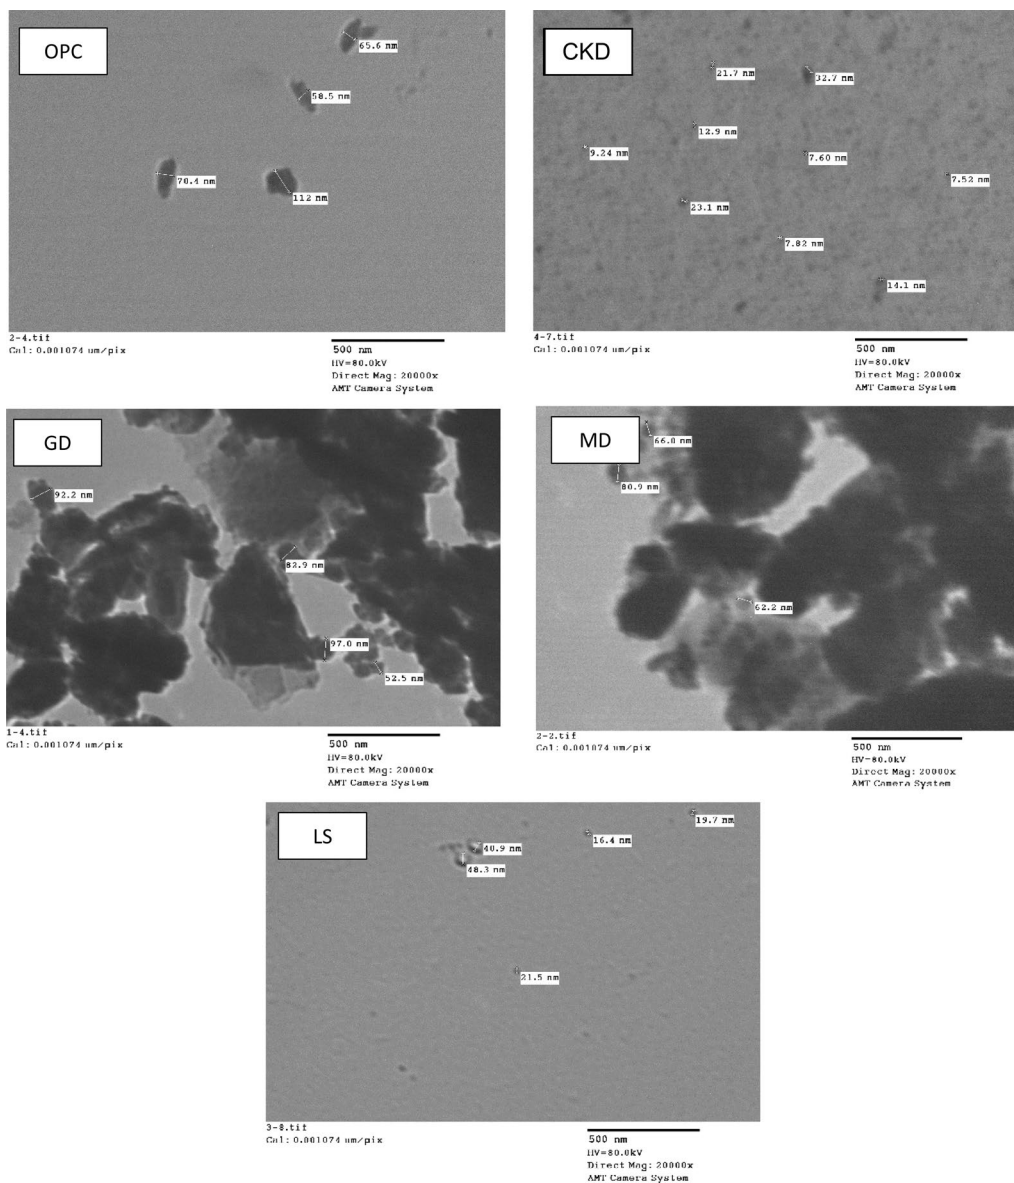 OPC
65.6 nm
58.5 nm
70.4 nm
112 nm
2-4.tif
Cal: 0.001074 um/pix
500 nm
HV=80.0kV
Direct Mag: 20000x
AMT Camera System
CKD
21.7 nm
32.7 nm
12.9 nm
9.24 nm
7.60 nm
7.52 nm
23.1 nm
7.82 nm
14.1 nm
4-7.tif
Cal: 0.001074 um/pix
500 nm
HV=80.0kV
Direct Mag: 20000x
AMT Camera System
GD
92.2 nm
82.9 nm
97.0 nm
52.5 nm
1-4.tif
Cal: 0.001074 um/pix
500 nm
HV=80.0kV
Direct Mag: 20000x
AMT Camera System
MD
66.0 nm
80.9 nm
62.2 nm
2-2.tif
Cal: 0.001074 um/pix
500 nm
HV=80.0kV
Direct Mag: 20000x
AMT Camera System
LS
19.7 nm
16.4 nm
40.9 nm
48.3 nm
21.5 nm
3-8.tif
Cal: 0.001074 um/pix
500 nm
HV=80.0kV
Direct Mag: 20000x
AMT Camera System